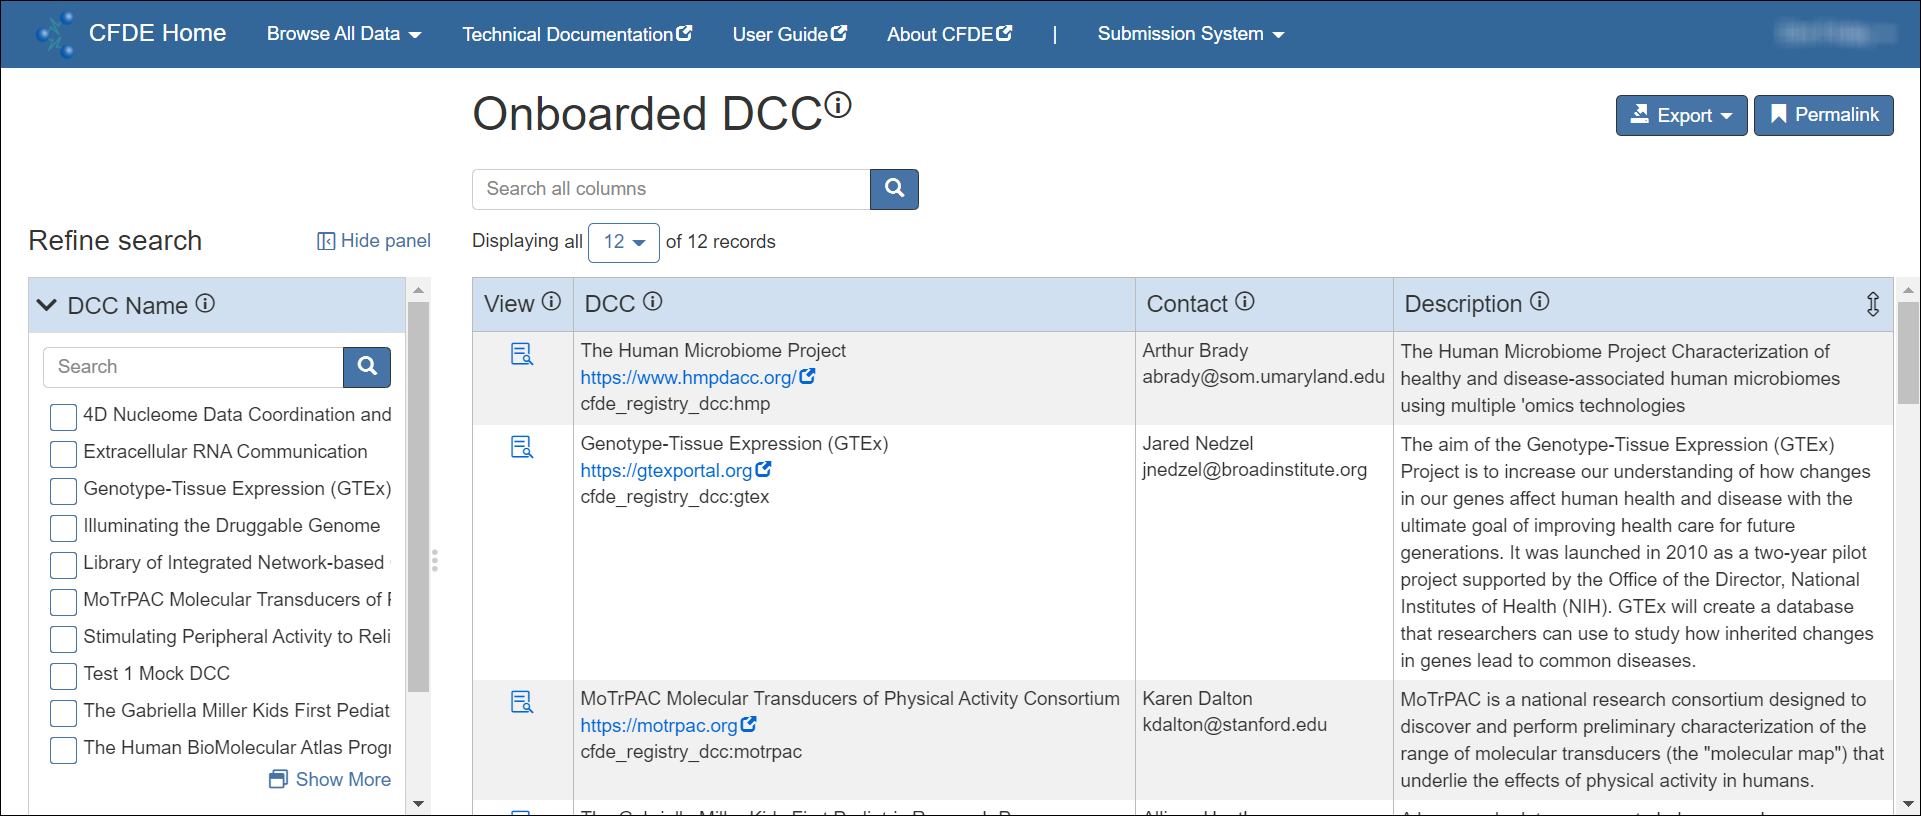 CFDE Home
Browse All Data
Technical Documentation
User Guide
About CFDE
|
Submission System
Onboarded DCC
Export
Permalink
Search all columns
Refine search
Hide panel
Displaying all 12 of 12 records
DCC Name
Search
4D Nucleome Data Coordination and
Extracellular RNA Communication
Genotype-Tissue Expression (GTEx)
Illuminating the Druggable Genome
Library of Integrated Network-based
MoTrPAC Molecular Transducers of
Stimulating Peripheral Activity to Reli
Test 1 Mock DCC
The Gabriella Miller Kids First Pediat
The Human BioMolecular Atlas Progr
Show More
View
DCC
Contact
Description
The Human Microbiome Project
https://www.hmpdacc.org/
cfde_registry_dcc:hmp
Arthur Brady
abrady@som.umaryland.edu
The Human Microbiome Project Characterization of
healthy and disease-associated human microbiomes
using multiple 'omics technologies
Genotype-Tissue Expression (GTEx)
https://gtexportal.org
cfde_registry_dcc:gtex
Jared Nedzel
jnedzel@broadinstitute.org
The aim of the Genotype-Tissue Expression (GTEx)
Project is to increase our understanding of how changes
in our genes affect human health and disease with the
ultimate goal of improving health care for future
generations. It was launched in 2010 as a two-year pilot
project supported by the Office of the Director, National
Institutes of Health (NIH). GTEx will create a database
that researchers can use to study how inherited changes
in genes lead to common diseases.
MoTrPAC Molecular Transducers of Physical Activity Consortium
https://motrpac.org
cfde_registry_dcc:motrpac
Karen Dalton
kdalton@stanford.edu
MoTrPAC is a national research consortium designed to
discover and perform preliminary characterization of the
range of molecular transducers (the "molecular map") that
underlie the effects of physical activity in humans.